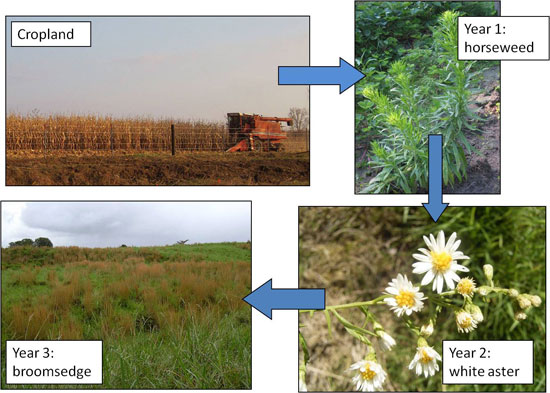 Cropland
Year 1:
horseweed
Year 2:
white aster
Year 3:
broomsedge